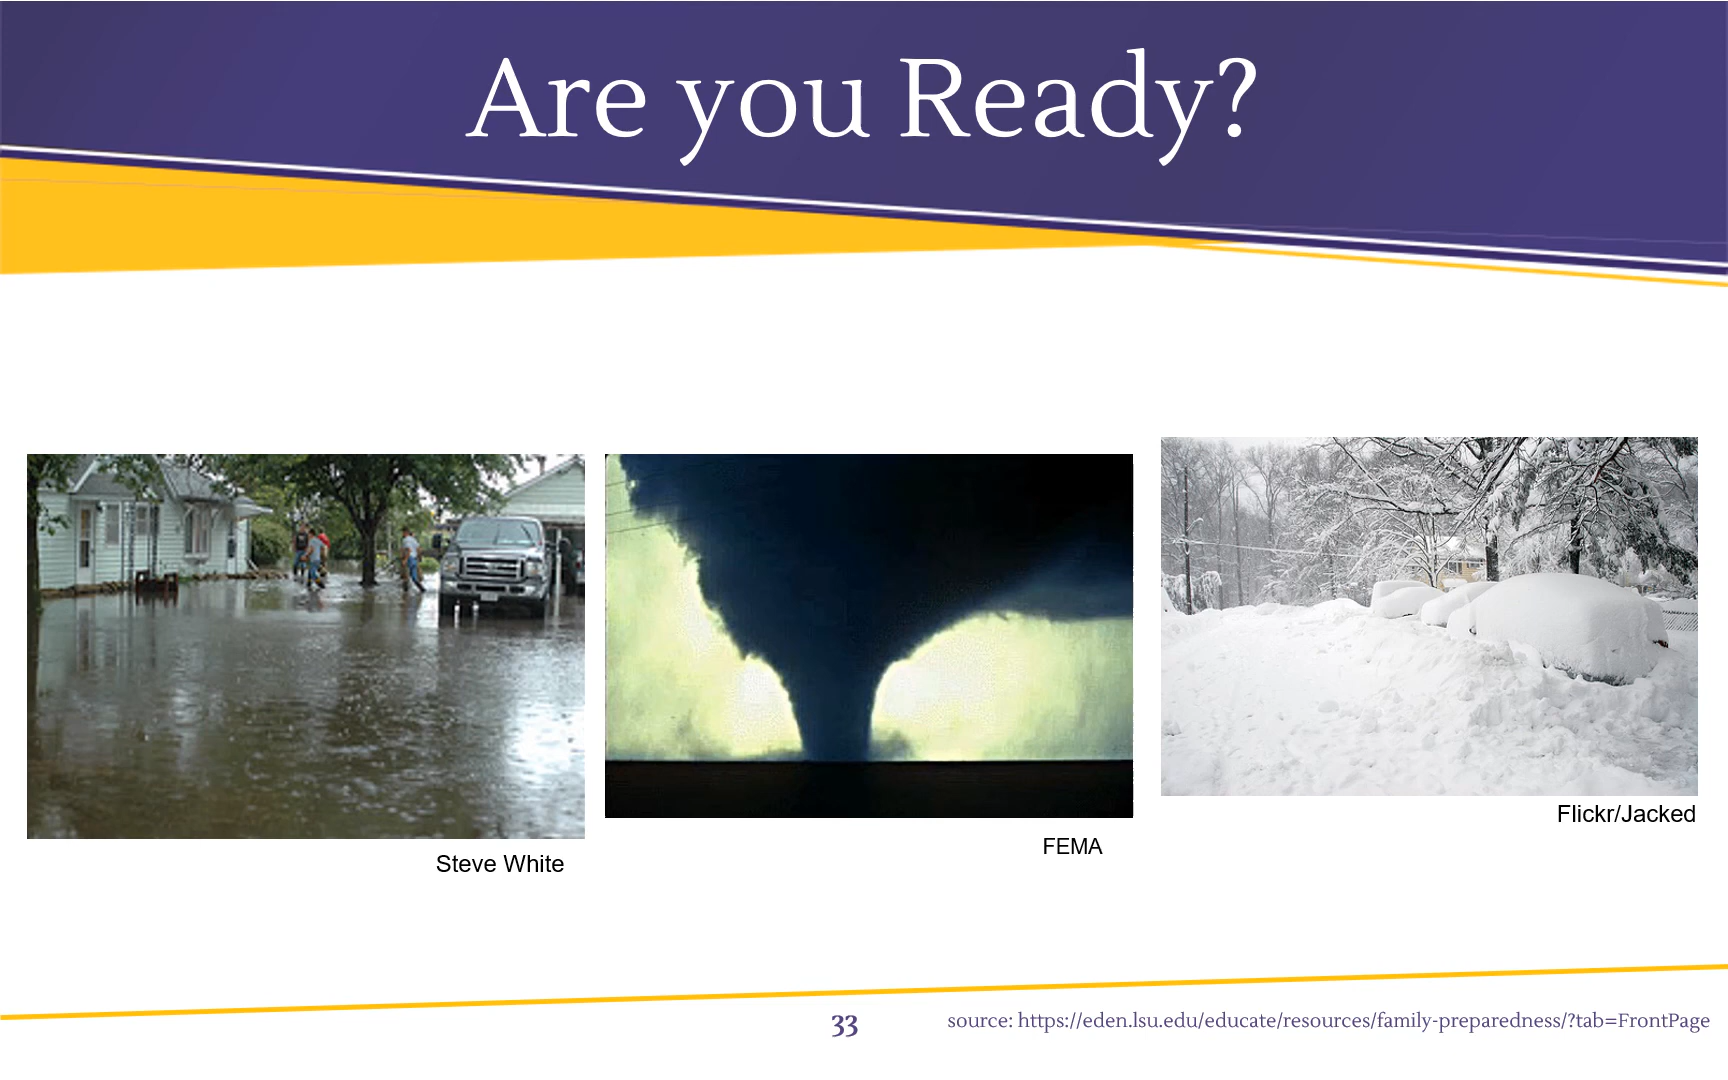 Are you Ready?
Steve White
FEMA
Flickr/Jacked
33
source: https://eden.lsu.edu/educate/resources/family-preparedness/?tab=FrontPage